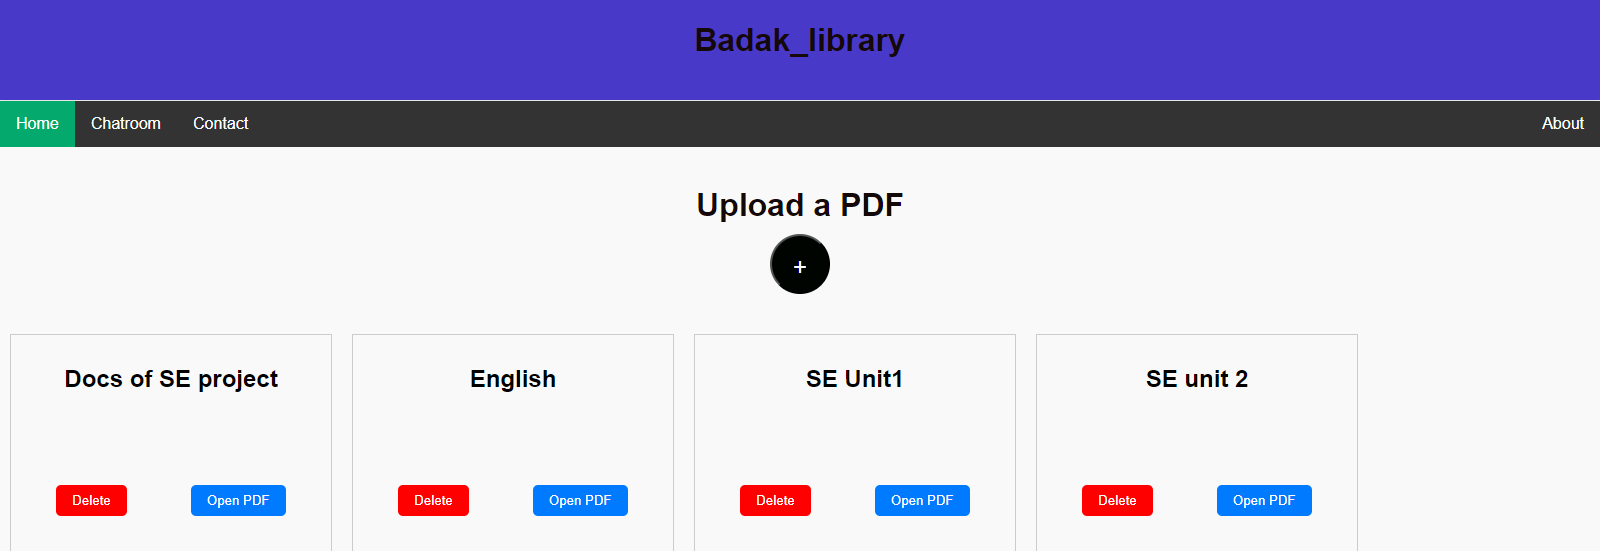 Badak_library
Home Chatroom Contact About
Upload a PDF
+
Docs of SE project English SE Unit1 SE unit 2
Delete Open PDF Delete Open PDF Delete Open PDF Delete Open PDF